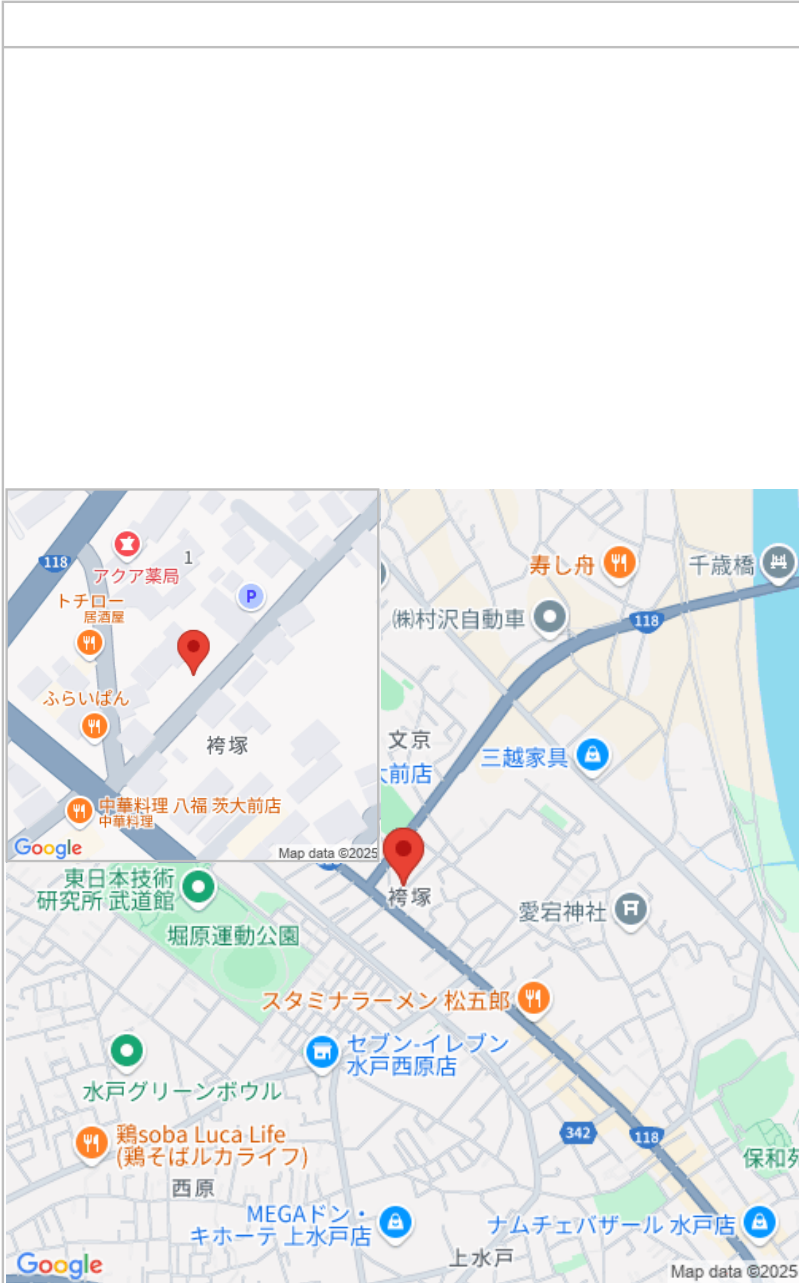 118
アクア薬局
1
P
トチロー
居酒屋
ふらいぱん
袴塚
中華料理 八福 茨大前店
中華料理
Google
Map data ©2025
寿し舟
千歳橋
㈱村沢自動車
118
文京
三越家具
大前店
袴塚
愛宕神社
東日本技術
研究所 武道館
堀原運動公園
スタミナラーメン 松五郎
セブン-イレブン
水戸西原店
水戸グリーンボウル
342
118
鶏soba Luca Life
(鶏そばルカライフ)
保和苑
西原
MEGAドン・
キホーテ 上水戸店
ナムチェバザール 水戸店
上水戸
Google
Map data ©2025